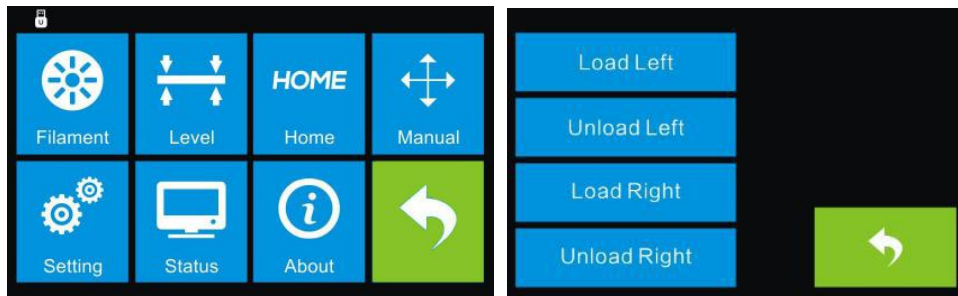 U
Filament
Level
HOME
Home
Manual
Setting
Status
i
About
Load Left
Unload Left
Load Right
Unload Right